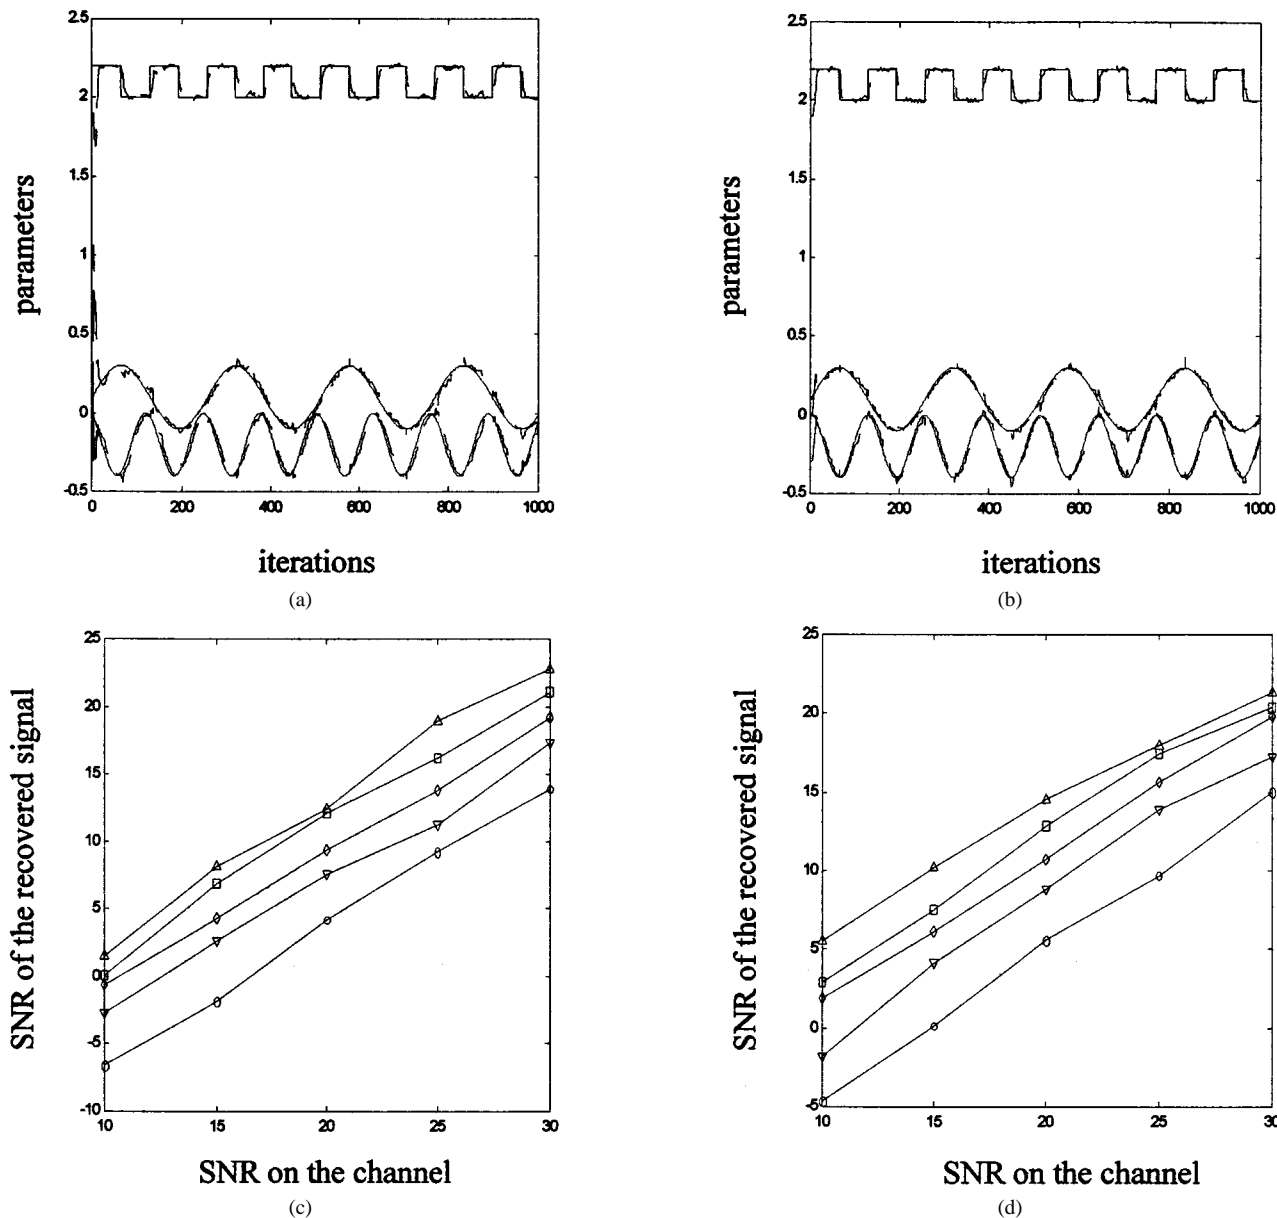 2.5
2
1.5
1
0.5
0
-0.5
0 200 400 600 800 1000
parameters
iterations
(a)
2.5
2
1.5
1
0.5
0
-0.5
0 200 400 600 800 1000
parameters
iterations
(b)
25
20
15
10
5
0
-5
-10
10 15 20 25 30
SNR of the recovered signal
SNR on the channel
(c)
25
20
15
10
5
0
-5
10 15 20 25 30
SNR of the recovered signal
SNR on the channel
(d)